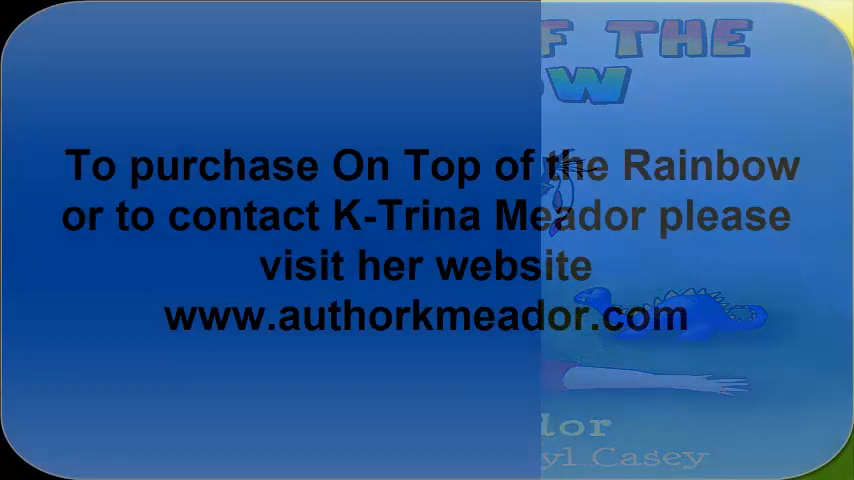 F THE
OW
To purchase On Top of the Rainbow
or to contact K-Trina Meador please
visit her website
www.authorkmeador.com
dor
yl Casey